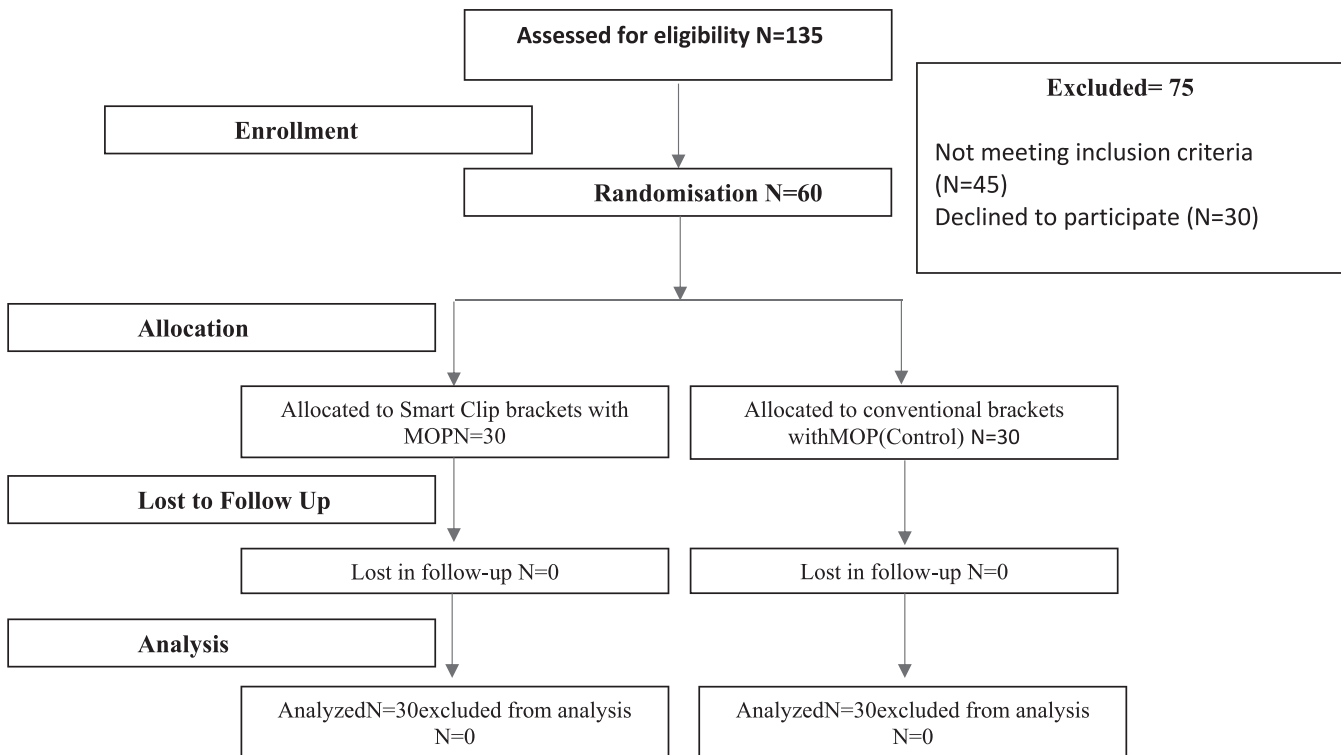 Assessed for eligibility N=135
Excluded= 75
Not meeting inclusion criteria
(N=45)
Declined to participate (N=30)
Enrollment
Randomisation N=60
Allocation
Allocated to Smart Clip brackets with
MOPN=30
Allocated to conventional brackets
withMOP(Control) N=30
Lost to Follow Up
Lost in follow-up N=0
Lost in follow-up N=0
Analysis
AnalyzedN=30excluded from analysis
N=0
AnalyzedN=30excluded from analysis
N=0